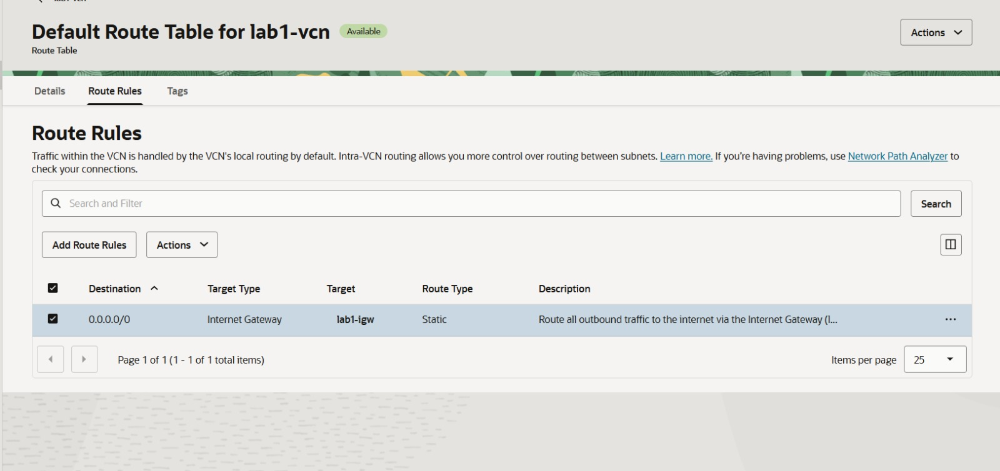 Default Route Table for lab1-vcn Available
Route Table
Actions
Details Route Rules Tags
Route Rules
Traffic within the VCN is handled by the VCN's local routing by default. Intra-VCN routing allows you more control over routing between subnets. Learn more. If you're having problems, use Network Path Analyzer to
check your connections.
Search and Filter Search
Add Route Rules Actions
Destination Target Type Target Route Type Description
0.0.0.0/0 Internet Gateway lab1-igw Static Route all outbound traffic to the internet via the Internet Gateway (l...
Page 1 of 1 (1 - 1 of 1 total items) Items per page 25